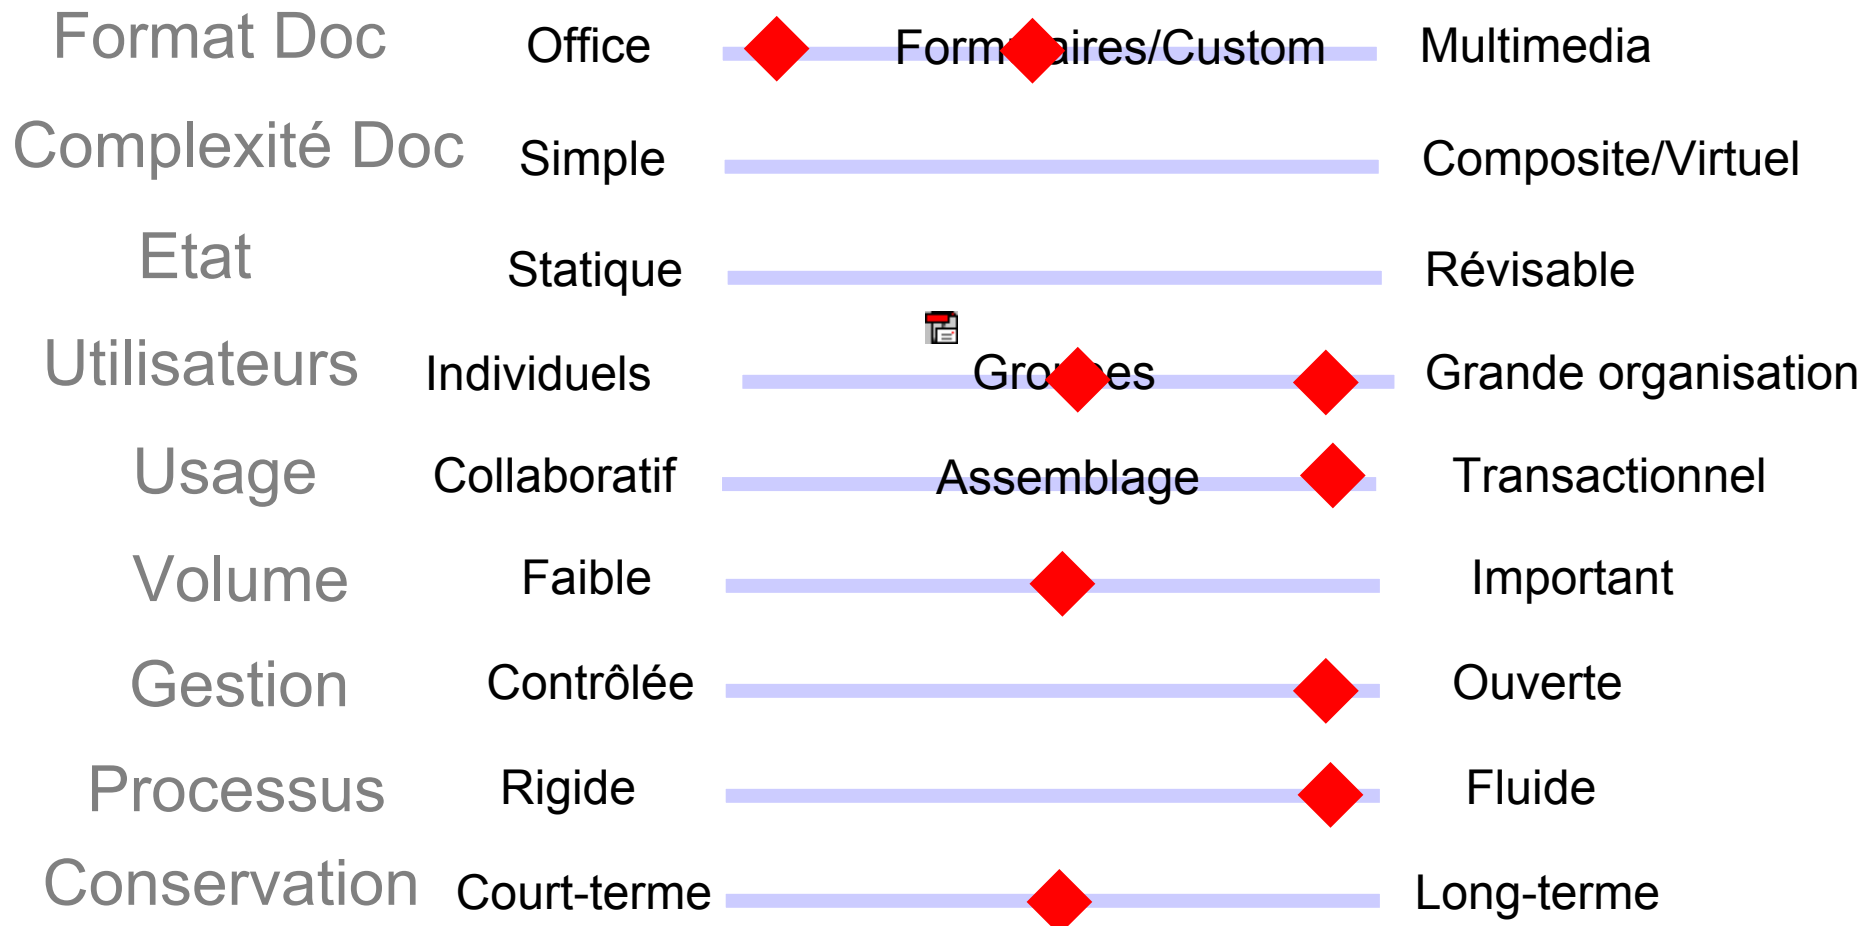 Format Doc Office Formulaires/Custom Multimedia
Complexité Doc Simple Composite/Virtuel
Etat Statique Révisable
Utilisateurs Individuels Groupes Grande organisation
Usage Collaboratif Assemblage Transactionnel
Volume Faible Important
Gestion Contrôlée Ouverte
Processus Rigide Fluide
Conservation Court-terme Long-terme